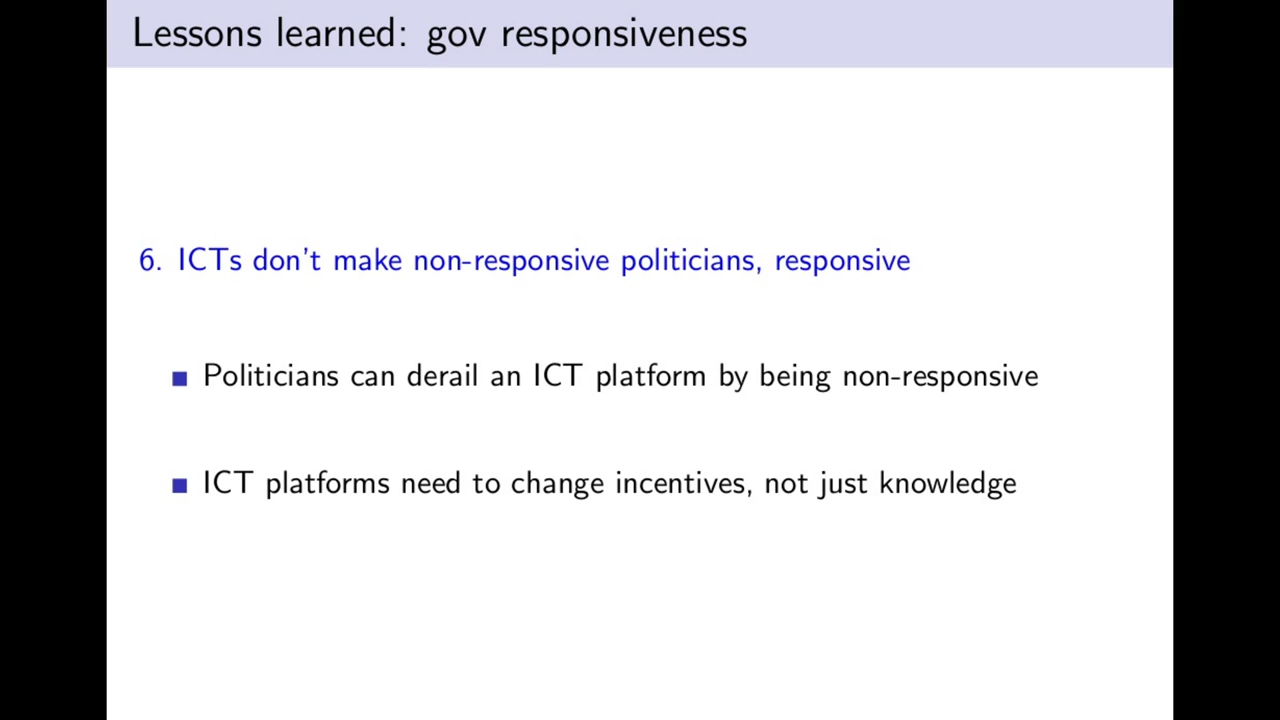 Lessons learned: gov responsiveness
6. ICTs don't make non-responsive politicians, responsive
Politicians can derail an ICT platform by being non-responsive
ICT platforms need to change incentives, not just knowledge